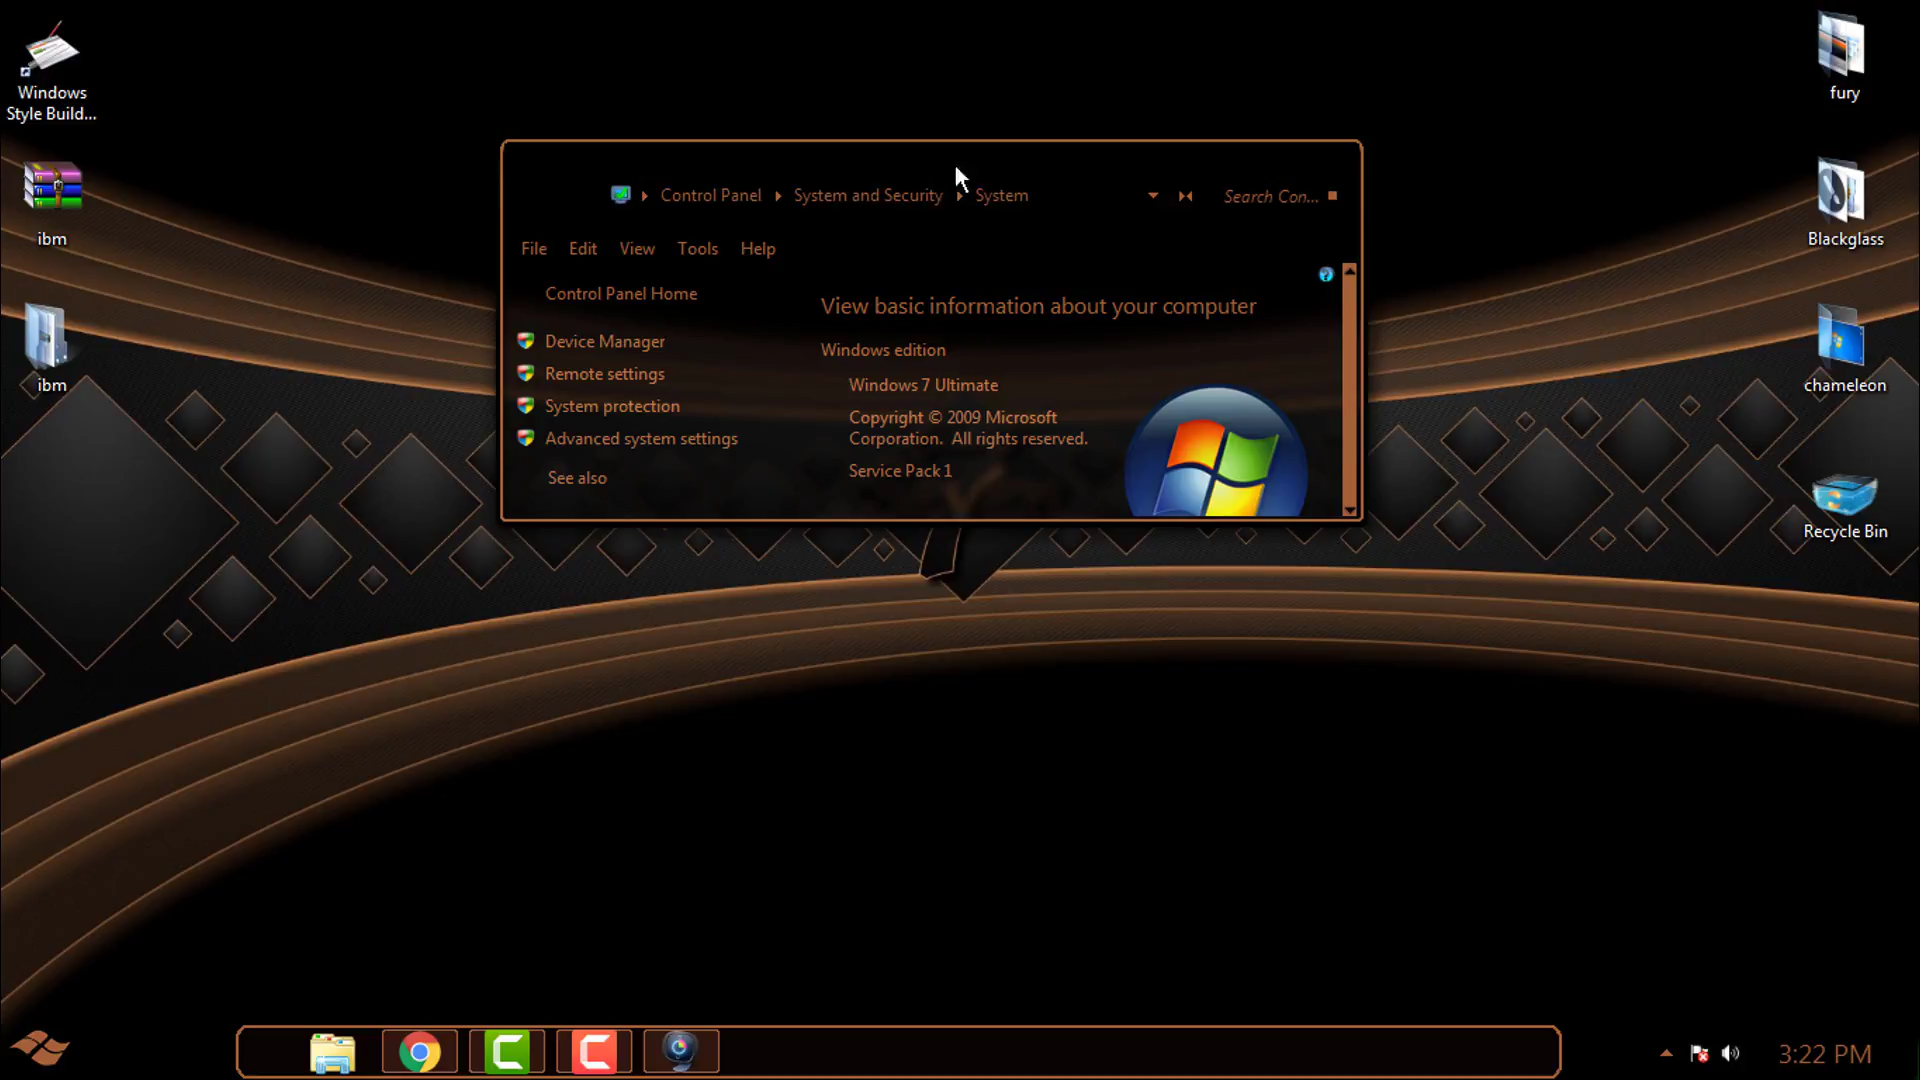 Windows
Style Build...
ibm
ibm
fury
Blackglass
chameleon
Recycle Bin
Control Panel System and Security System
Search Con...
File Edit View Tools Help
Control Panel Home
Device Manager
Remote settings
System protection
Advanced system settings
See also
View basic information about your computer
Windows edition
Windows 7 Ultimate
Copyright © 2009 Microsoft
Corporation. All rights reserved.
Service Pack 1
3:22 PM